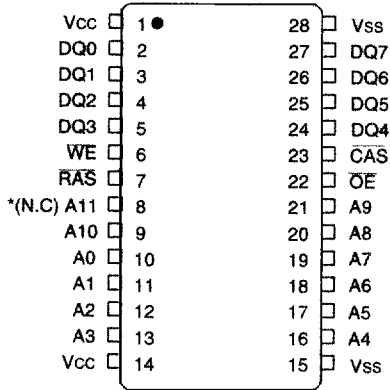 Vcc 1 28 Vss
DQ0 2 27 DQ7
DQ1 3 26 DQ6
DQ2 4 25 DQ5
DQ3 5 24 DQ4
WE 6 23 CAS
RAS 7 22 OE
*(N.C) A11 8 21 A9
A10 9 20 A8
A0 10 19 A7
A1 11 18 A6
A2 12 17 A5
A3 13 16 A4
Vcc 14 15 Vss